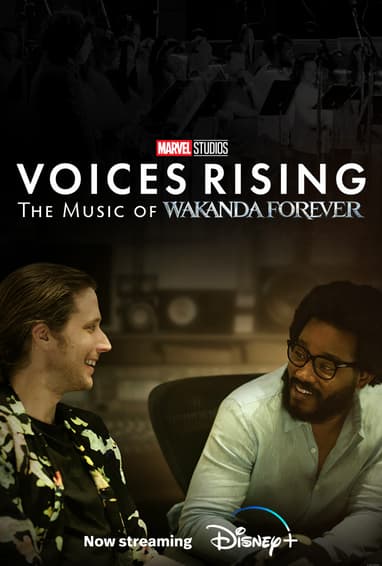 MARVEL STUDIOS
VOICES RISING
THE MUSIC OF WAKANDA FOREVER
Now streaming Disney+